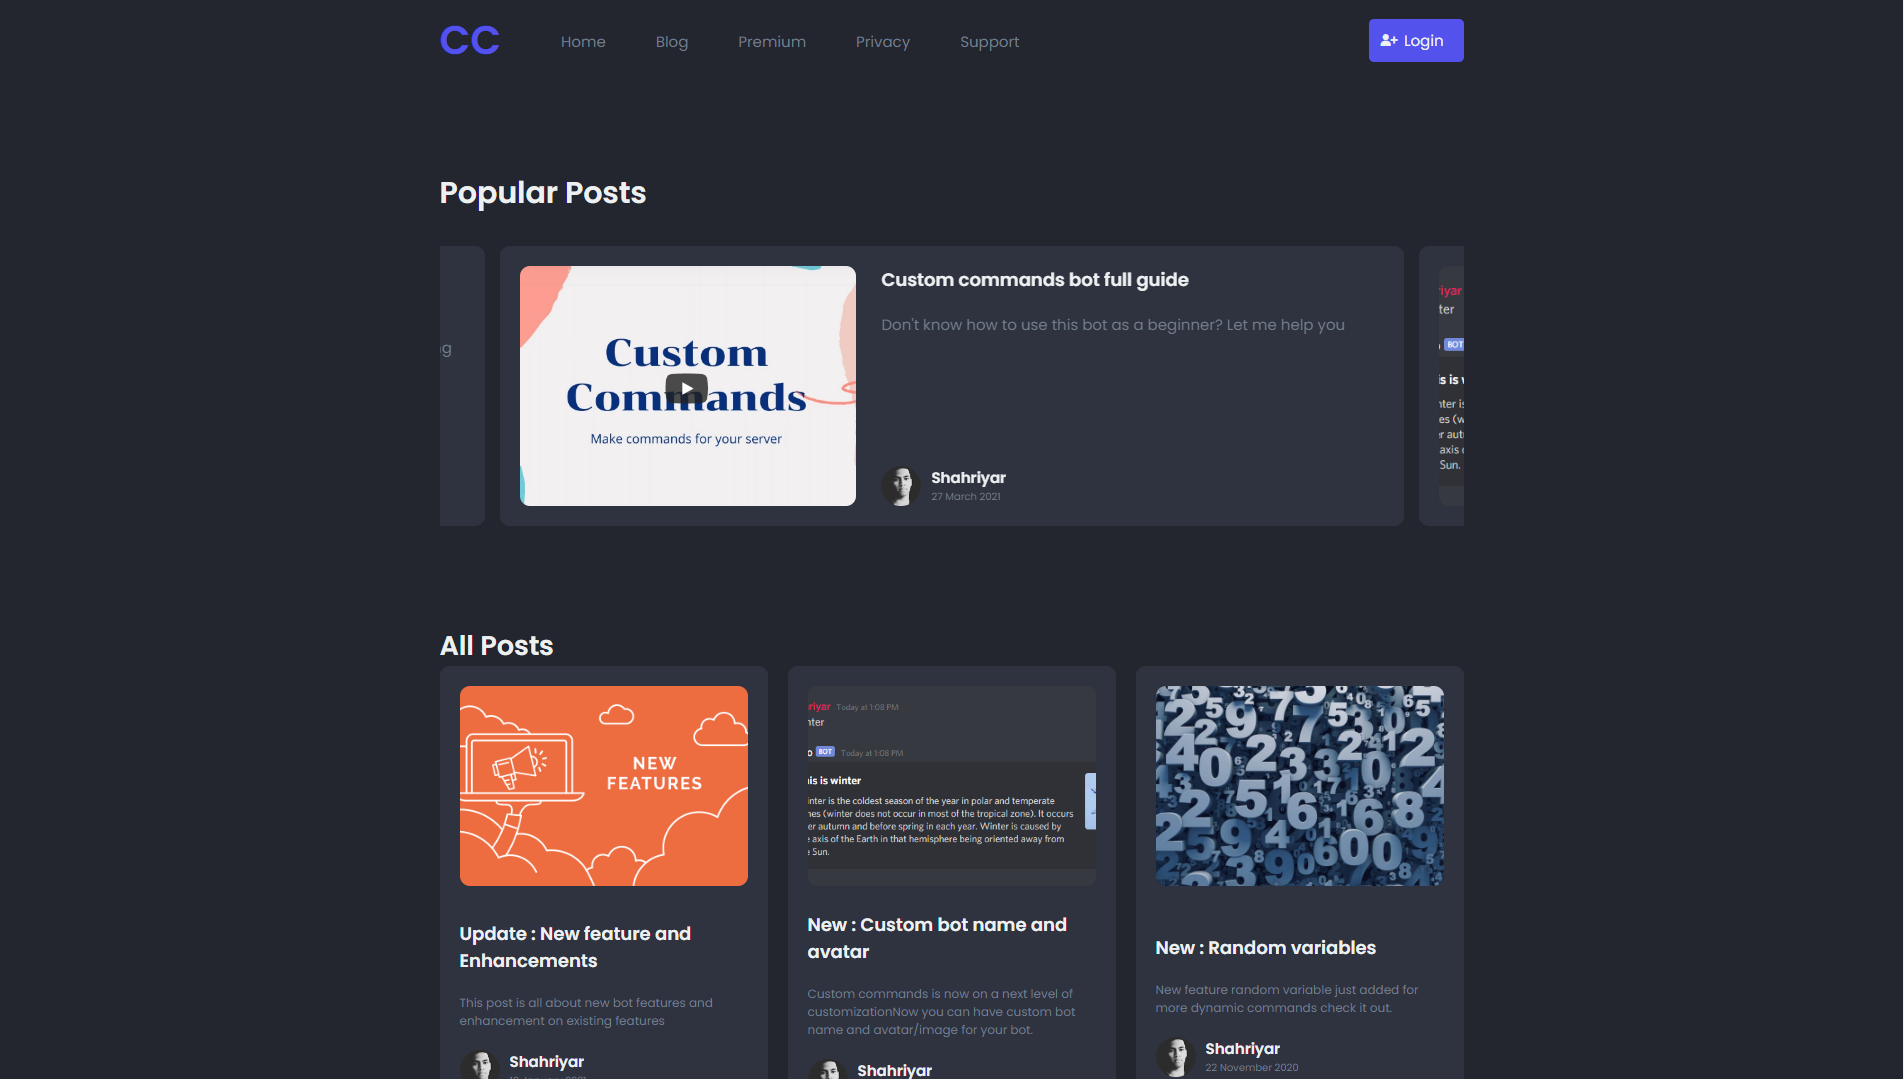 CC
Home
Blog
Premium
Privacy
Support
Login
Popular Posts
Custom
Commands
Make commands for your server
Custom commands bot full guide
Don't know how to use this bot as a beginner? Let me help you
Shahriyar
27 March 2021
riyar
BOT
Sun.
All Posts
NEW
FEATURES
Update : New feature and
Enhancements
This post is all about new bot features and
enhancement on existing features
Shahriyar
riyar Today at 1:08 PM
nter
o BOT Today at 1:08 PM
is is winter
inter is the coldest season of the year in polar and temperate
nes (winter does not occur in most of the tropical zone). It occurs
er autumn and before spring in each year. Winter is caused by
e axis of the Earth in that hemisphere being oriented away from
e Sun.
New : Custom bot name and
avatar
Custom commands is now on a next level of
customizationNow you can have custom bot
name and avatar/image for your bot.
Shahriyar
New : Random variables
New feature random variable just added for
more dynamic commands check it out.
Shahriyar
22 November 2020